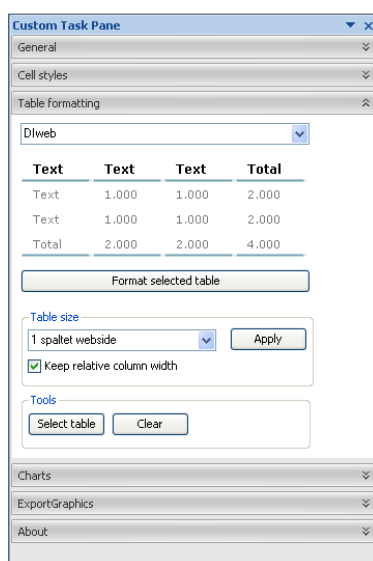 Custom Task Pane
General
Cell styles
Table formatting
DIweb
Text Text Text Total
Text 1.000 1.000 2.000
Text 1.000 1.000 2.000
Total 2.000 2.000 4.000
Format selected table
Table size
1 spaltet webside Apply
Keep relative column width
Tools
Select table Clear
Charts
ExportGraphics
About